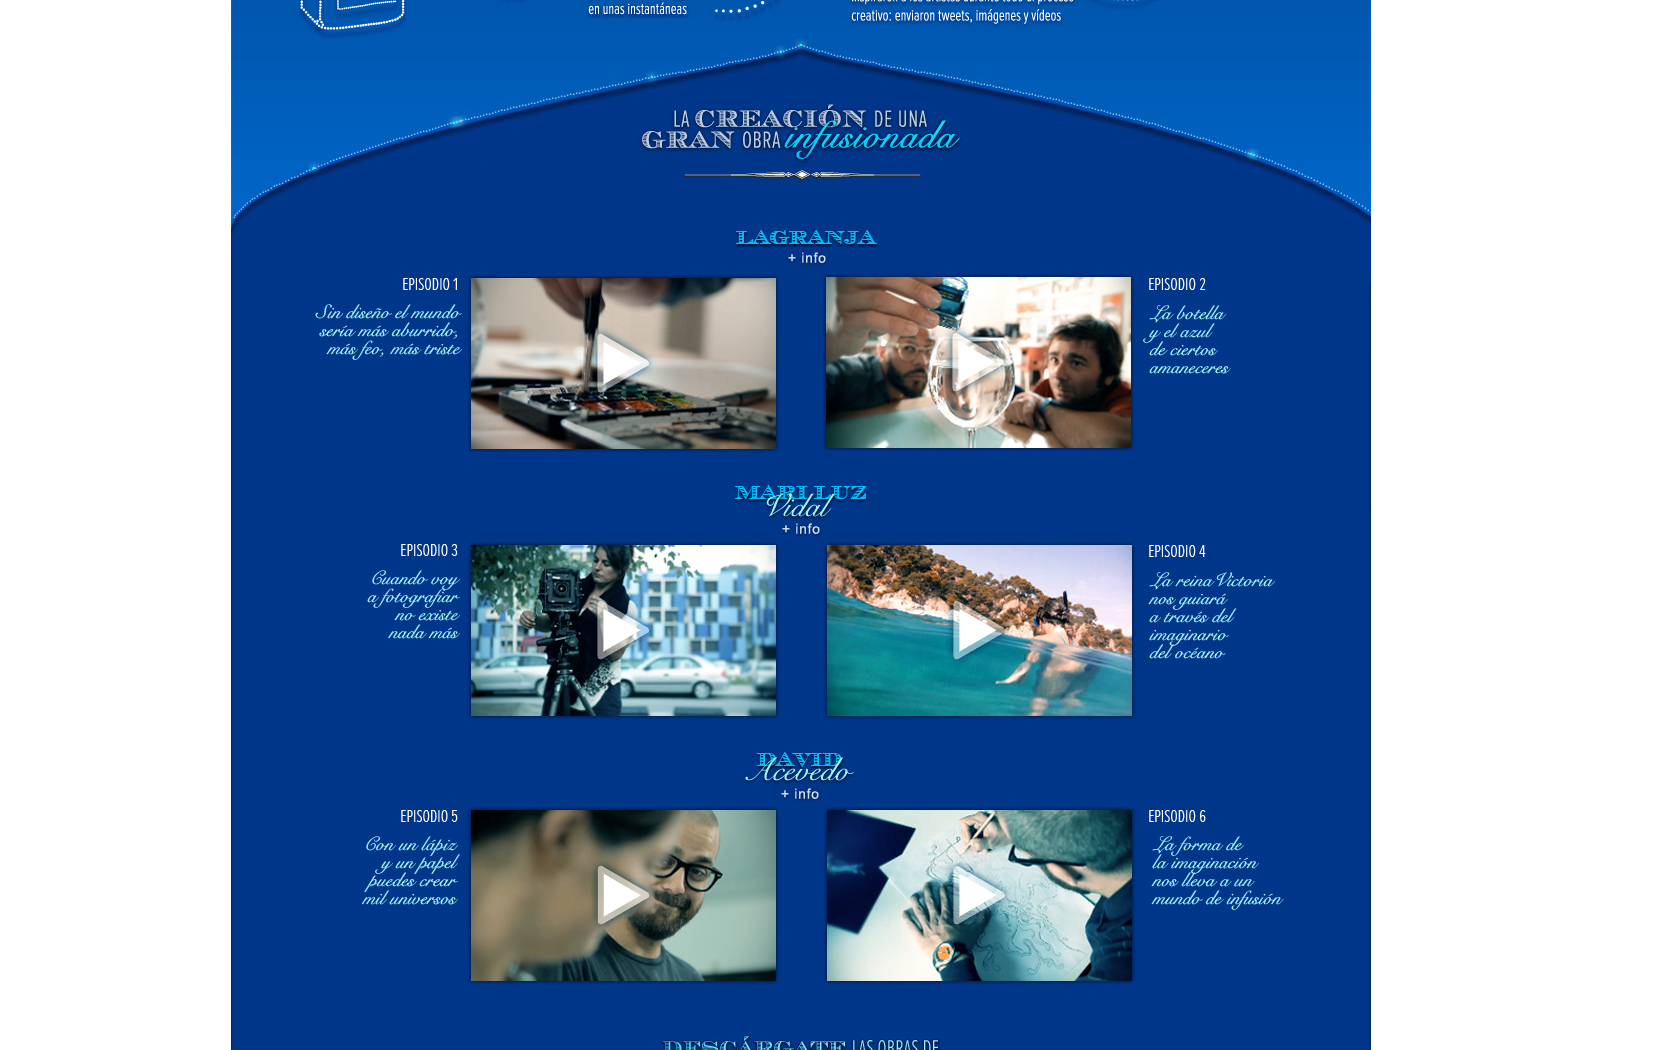 en unas instantáneas
creativo: enviaron tweets, imágenes y vídeos
LA CREACIÓN DE UNA
GRAN OBRA infusionada
LAGRANJA
+ info
EPISODIO 1
Sin diseño el mundo
sería más aburrido,
más feo, más triste
EPISODIO 2
La botella
y el azul
de ciertos
amaneceres
MARI LUZ
Vidal
+ info
EPISODIO 3
Cuando voy
a fotografiar
no existe
nada más
EPISODIO 4
La reina Victoria
nos guiará
a través del
imaginario
del océano
DAVID
Acevedo
+ info
EPISODIO 5
Con un lápiz
y un papel
puedes crear
mil universos
EPISODIO 6
La forma de
la imaginación
nos lleva a un
mundo de infusión
DESCÁRGATE LAS OBRAS DE